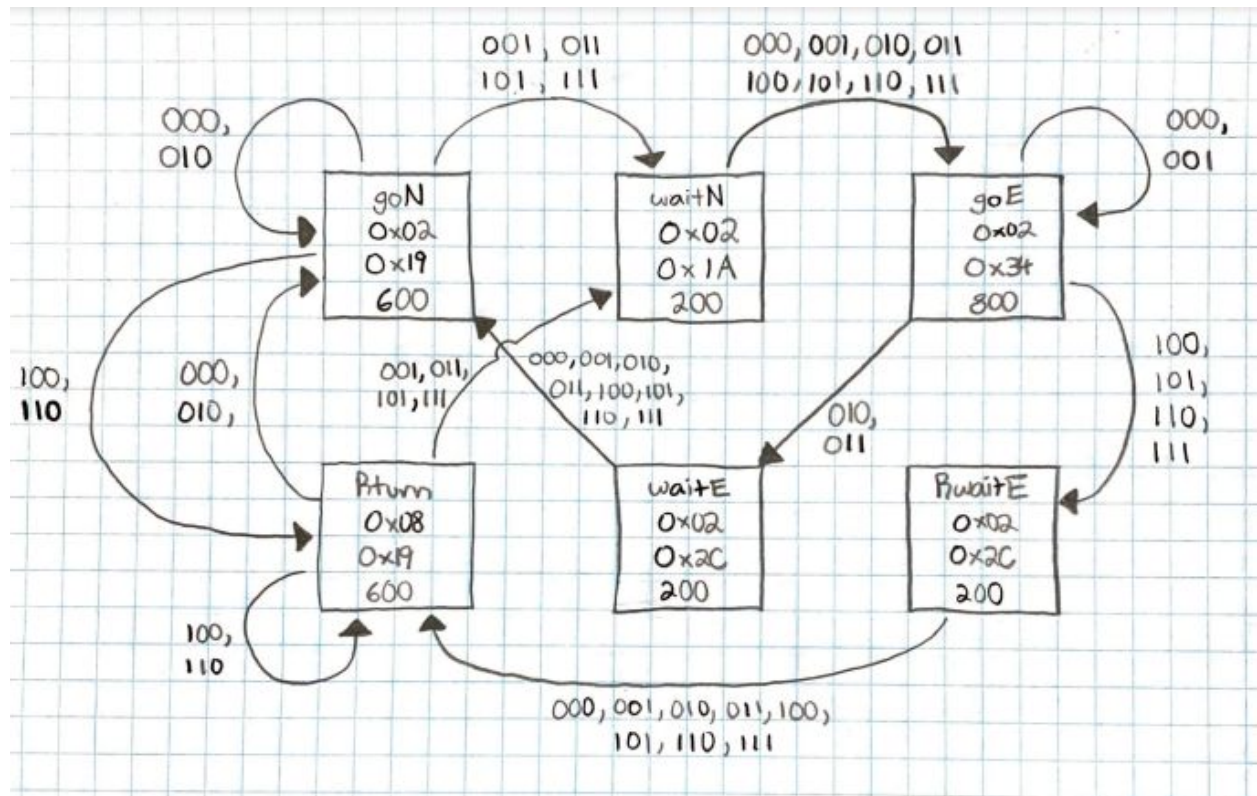 001, 011
101, 111
000, 001, 010, 011
100, 101, 110, 111
000,
010
000,
001
goN
0x02
0x19
600
waitN
0x02
0x1A
200
goE
0x02
0x34
800
100,
110
000,
010,
001, 011,
101, 111
000, 001, 010,
011, 100, 101,
110, 111
010,
011
100,
101,
110,
111
Rturn
0x08
0x19
600
waitE
0x02
0x2C
200
RwaitE
0x02
0x2C
200
100,
110
000, 001, 010, 011, 100,
101, 110, 111